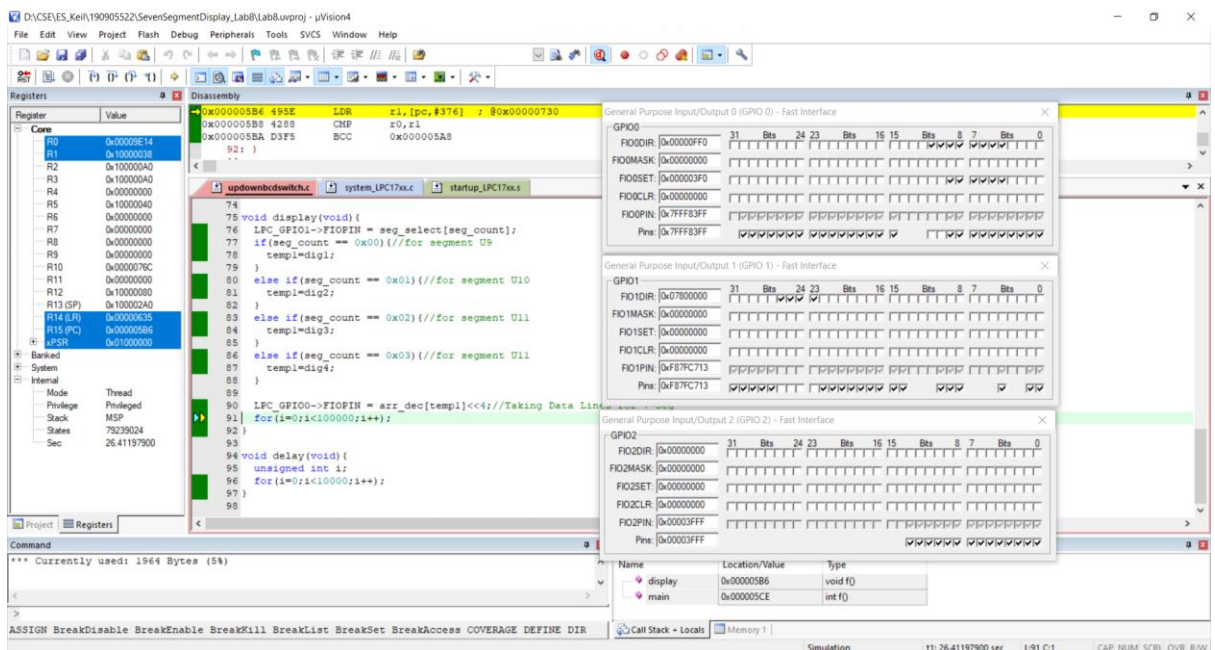 D:\CSE\ES_Keil\190905522\SevenSegmentDisplay_Lab8\Lab8.uvproj - µVision4
File Edit View Project Flash Debug Peripherals Tools SVCS Window Help
Registers
Register Value
Core
R0 0x00009E14
R1 0x10000038
R2 0x100000A0
R3 0x100000A0
R4 0x00000000
R5 0x10000040
R6 0x00000000
R7 0x00000000
R8 0x00000000
R9 0x00000000
R10 0x0000076C
R11 0x00000000
R12 0x10000080
R13 (SP) 0x100002A0
R14 (LR) 0x00000635
R15 (PC) 0x000005B6
xPSR 0x01000000
Banked
System
Internal
Mode Thread
Privilege Privileged
Stack MSP
States 79239024
Sec 26.41197900
Project Registers
Disassembly
0x000005B6 495E LDR r1,[pc,#376] ; @0x00000730
0x000005B8 4288 CMP r0,r1
0x000005BA D3F5 BCC 0x000005A8
92: }
updownbcdswitch.c system_LPC17xx.c startup_LPC17xx.s
74
75 void display(void){
76 LPC_GPIO1->FIOPIN = seg_select[seg_count];
77 if(seg_count == 0x00){//for segment U9
78 temp1=dig1;
79 }
80 else if(seg_count == 0x01){//for segment U10
81 temp1=dig2;
82 }
83 else if(seg_count == 0x02){//for segment U11
84 temp1=dig3;
85 }
86 else if(seg_count == 0x03){//for segment U11
87 temp1=dig4;
88 }
89
90 LPC_GPIO0->FIOPIN = arr_dec[temp1]<<4;//Taking Data Lines
91 for(i=0;i<100000;i++);
92 }
93
94 void delay(void){
95 unsigned int i;
96 for(i=0;i<10000;i++);
97 }
98
General Purpose Input/Output 0 (GPIO 0) - Fast Interface
GPIO0
31 Bits 24 23 Bits 16 15 Bits 8 7 Bits 0
FIO0DIR: 0x00000FF0
FIO0MASK: 0x00000000
FIO0SET: 0x000003F0
FIO0CLR: 0x00000000
FIO0PIN: 0x7FFF83FF
Pins: 0x7FFF83FF
General Purpose Input/Output 1 (GPIO 1) - Fast Interface
GPIO1
31 Bits 24 23 Bits 16 15 Bits 8 7 Bits 0
FIO1DIR: 0x07800000
FIO1MASK: 0x00000000
FIO1SET: 0x00000000
FIO1CLR: 0x00000000
FIO1PIN: 0xF87FC713
Pins: 0xF87FC713
General Purpose Input/Output 2 (GPIO 2) - Fast Interface
GPIO2
31 Bits 24 23 Bits 16 15 Bits 8 7 Bits 0
FIO2DIR: 0x00000000
FIO2MASK: 0x00000000
FIO2SET: 0x00000000
FIO2CLR: 0x00000000
FIO2PIN: 0x00003FFF
Pins: 0x00003FFF
Command
*** Currently used: 1964 Bytes (5%)
>
ASSIGN BreakDisable BreakEnable BreakKill BreakList BreakSet BreakAccess COVERAGE DEFINE DIR
Name Location/Value Type
display 0x000005B6 void f()
main 0x000005CE int f()
Call Stack + Locals Memory 1
Simulation t1: 26.41197900 sec L:91 C:1 CAP NUM SCRL OVR R/W